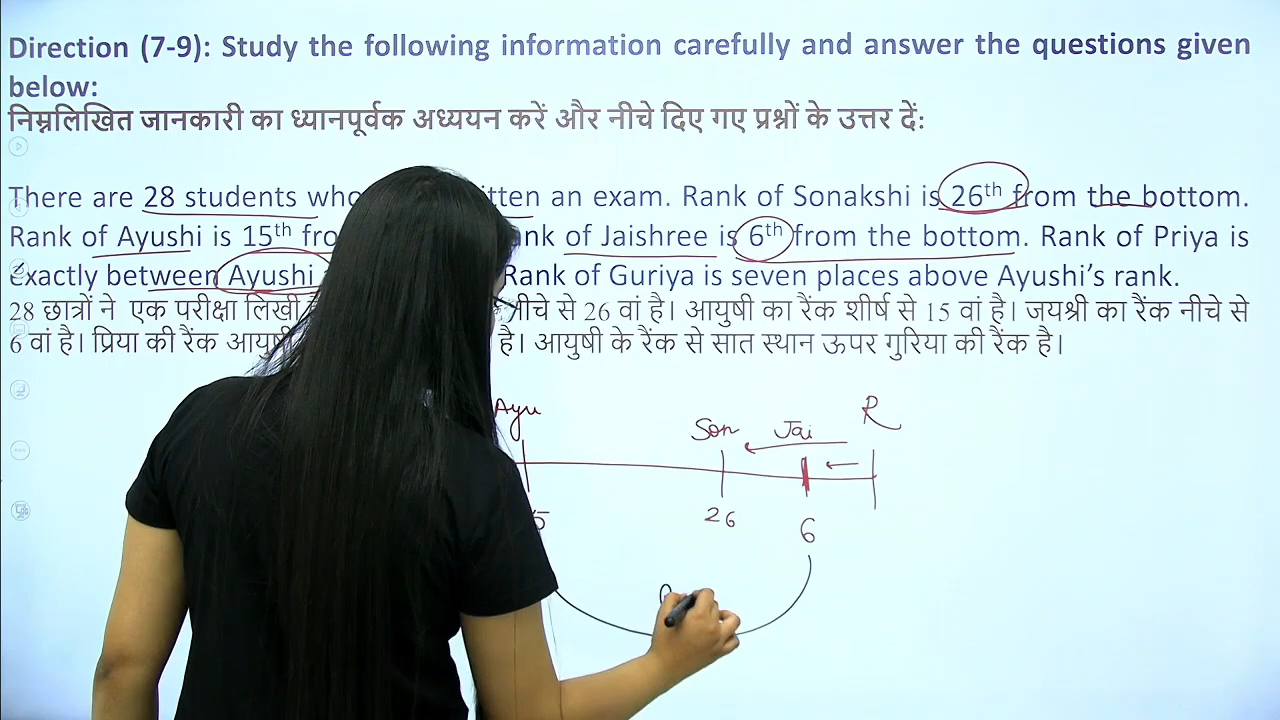 Direction (7-9): Study the following information carefully and answer the questions given
below:
निम्नलिखित जानकारी का ध्यानपूर्वक अध्ययन करें और नीचे दिए गए प्रश्नों के उत्तर दें:
There are 28 students who an exam. Rank of Sonakshi is 26th from the bottom.
Rank of Ayushi is 15th of Jaishree is 6th from the bottom. Rank of Priya is
exactly between Ayushi Rank of Guriya is seven places above Ayushi's rank.
28 छात्रों ने एक परीक्षा लिखी से 26 वां है। आयुषी का रैंक शीर्ष से 15 वां है। जयश्री का रैंक नीचे से
6 वां है। प्रिया की रैंक है। आयुषी के रैंक से सात स्थान ऊपर गुरिया की रैंक है।
Ayu Son Jai R
26 6